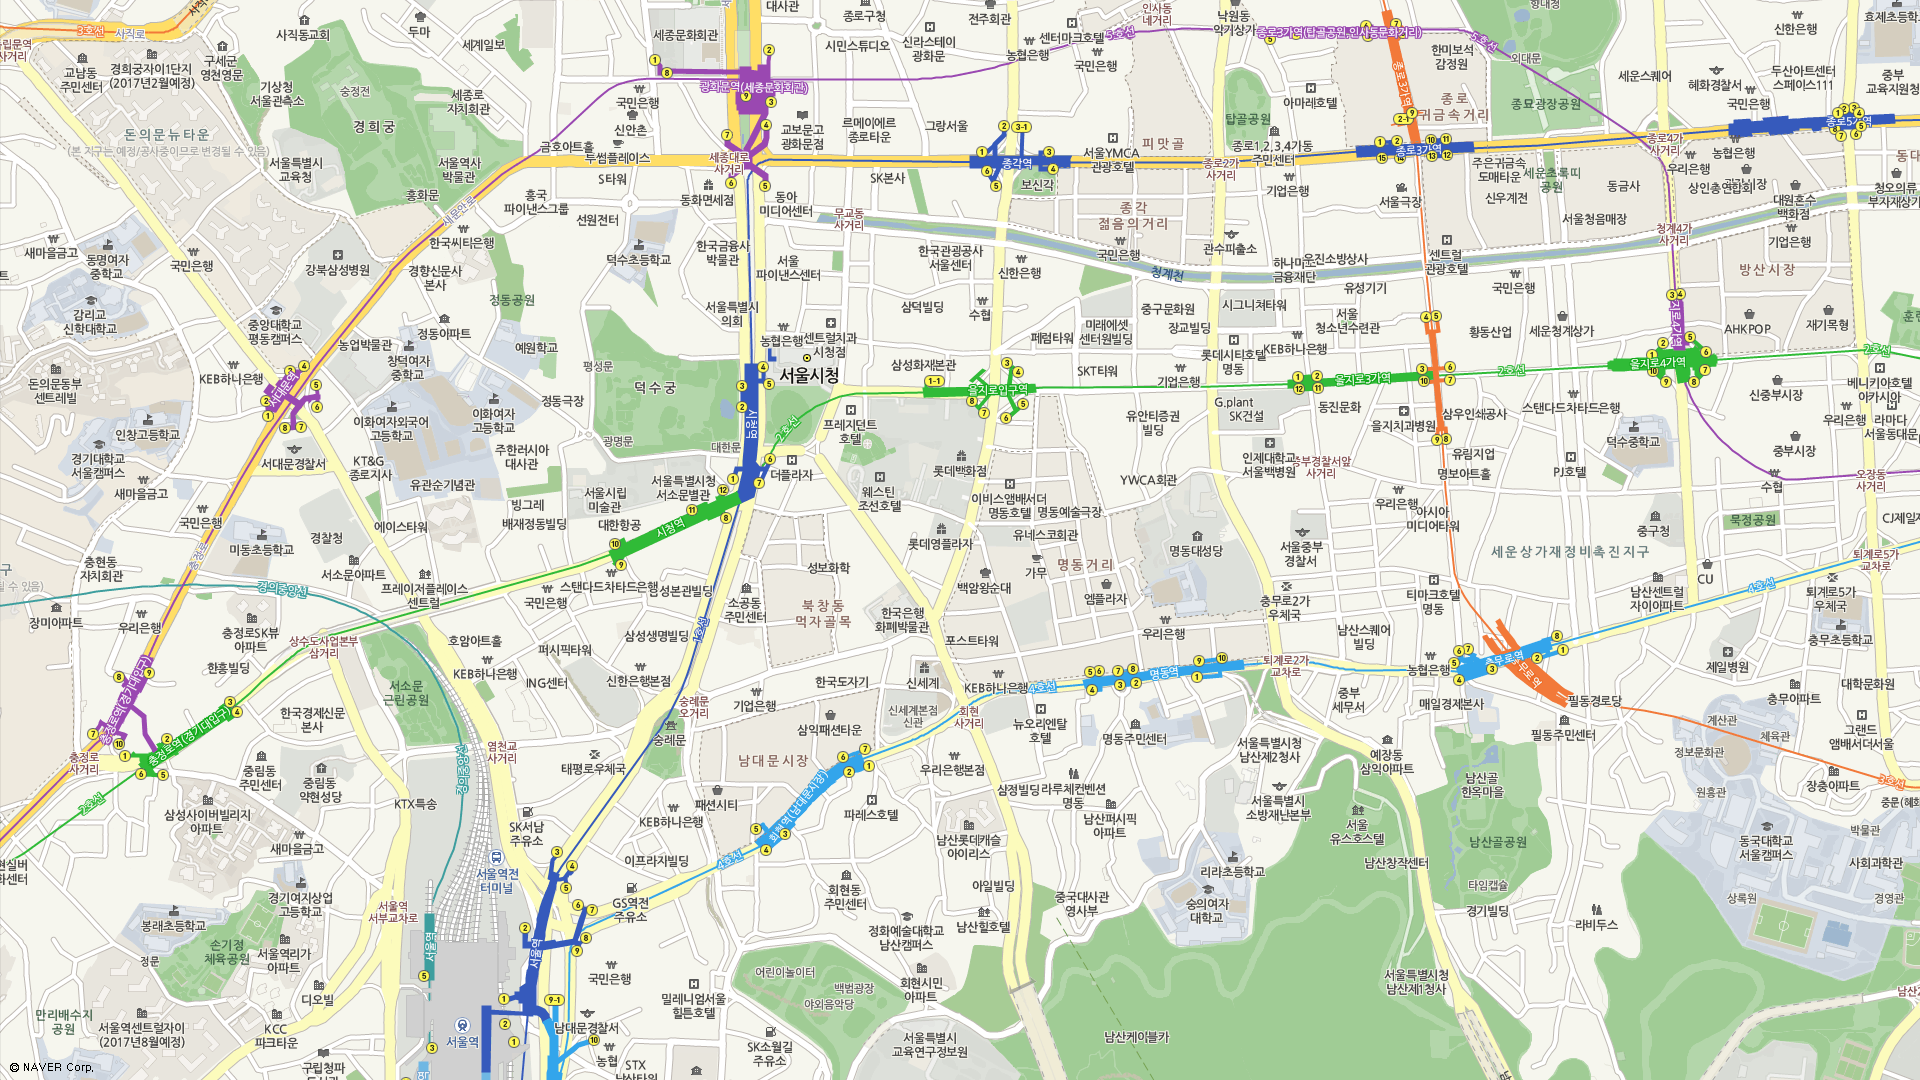 대사관
종로구청
전주회관
낙원동
악기상가
인사동
네거리
향대정
사직동교회
두마
3호선
사직로
세종문화회관
세계일보
시민스튜디오
신라스테이
광화문
센터마크호텔
농협은행
국민은행
5호선
종로3가역(탑골공원.인사동문화거리)
한미보석
감정원
외대문
신한은행
효제초등학교
교남동
주민센터
경희궁자이1단지
(2017년2월예정)
구세군
영천영문
기상청
서울관측소
숭정전
세종로
자치회관
광화문역(세종문화회관)
국민은행
세운스퀘어
혜화경찰서
두산아트센터
스페이스111
중부
교육지원청
아마레호텔
탑골공원
종로
귀금속거리
종묘광장공원
국민은행
돈의문뉴타운
(본 지구는 예정/공사중이므로 변경될 수 있음)
경희궁
신안촌
교보문고
광화문점
르메이에르
종로타운
그랑서울
3-1
종각역
서울YMCA
관광호텔
피맛골
종로1,2,3,4가동
주민센터
종로3가역
종로5가역
종로4가
사거리
농협은행
우리은행
서울특별시
교육청
서울역사
박물관
금호아트홀
투썸플레이스
세종대로
사거리
S타워
SK본사
보신각
종로2가
사거리
기업은행
주은귀금속
도매타운
세운초록띠
공원
동금사
상인총연합회
청오의류
부자재상가
홍화문
새문안로
흥국
파이낸스그룹
동화면세점
동아
미디어센터
선원전터
무교동
사거리
종각
젊음의거리
서울극장
신우계전
서울청음매장
대원호수
백화점
청계4가
사거리
기업은행
새마을금고
동명여자
중학교
국민은행
한국씨티은행
강북삼성병원
경향신문사
본사
덕수초등학교
한국금융사
박물관
서울
파이낸스센터
한국관광공사
서울센터
신한은행
국민은행
관수피출소
청계천
하나미단
금융재단
운진소방상사
유성기기
센트럴
관광호텔
국민은행
방산시장
감리교
신학대학교
정동공원
중앙대학교
평동캠퍼스
정동아파트
농업박물관
창덕여자
중학교
예원학교
서울특별시
의회
삼덕빌딩
수협
중구문화원
미래에셋
센터원빌딩
장교빌딩
시그니쳐타워
서울
청소년수련관
황동산업
세운청계상가
AHKPOP
재기목형
농협은행
센트럴치과
시청점
서울시청
페럼타워
SKT타워
롯데시티호텔
명동
KEB하나은행
평성문
덕수궁
삼성화재본관
1-1
을지로입구역
기업은행
을지로3가역
2호선
을지로4가역
2호선
돈의문동부
센트레빌
KEB하나은행
서대문역
이화여자
고등학교
이화여자외국어
고등학교
정동극장
시청역
2호선
프레지던트
호텔
유안티증권
빌딩
G.plant
SK건설
동진문화
을지치과병원
삼우인쇄공사
스탠다드차타드은행
신중부시장
베니키아호텔
아카시아
우리은행
라마다
서울동대문
인창고등학교
경기대학교
서울캠퍼스
서대문경찰서
주한러시아
대사관
광명문
대한문
KT&G
종로지사
새마을금고
유관순기념관
서울특별시청
서소문별관
더플라자
롯데백화점
YWCA회관
인제대학교
서울백병원
중부경찰서앞
사거리
유림지업
명보아트홀
PJ호텔
덕수중학교
중부시장
오장동
사거리
수협
국민은행
빙그레
서울시립
미술관
배재정동빌딩
대한항공
시청역
웨스틴
조선호텔
이비스앰배서더
명동호텔
명동예술극장
우리은행
아시아
미디어타워
중구청
묵정공원
CJ제일제
충정로
에이스타워
미동초등학교
경찰청
롯데영플라자
유네스코회관
명동대성당
서울중부
경찰서
세운상가재정비촉진지구
퇴계로5가
교차로
충현동
자치회관
경의중앙선
서소문아파트
프레이저플레이스
센트럴
스탠다드차타드은행
국민은행
삼성본관빌딩
성보화학
소공동
주민센터
백암왕순대
가무
명동거리
엠플라자
충무로2가
우체국
티마크호텔
명동
4호선
남산센트럴
자이아파트
CU
퇴계로5가
우체국
장미아파트
우리은행
충정로SK뷰
아파트
상수도사업본부
삼거리
호암아트홀
삼성생명빌딩
1호선
북창동
먹자골목
한국은행
화폐박물관
포스트타워
우리은행
남산스퀘어
빌딩
충무초등학교
한흥빌딩
KEB하나은행
퍼시픽타워
신한은행본점
ING센터
충정로역(경기대입구)
서소문
근린공원
한국도자기
신세계
KEB하나은행
4호선
명동역
퇴계로2가
교차로
농협은행
충무로역
제일병원
충무로역
충무아파트
대학문화원
한국경제신문
본사
충정로역(경기대입구)
숭례문
오거리
기업은행
삼익패션타운
신세계본점
신관
회현
사거리
뉴오리엔탈
호텔
명동주민센터
중부
세무서
매일경제본사
필동경로당
필동주민센터
계산관
체육관
정보문화관
그랜드
앰배서더서울
충정로
사거리
염천교
사거리
경의중앙선
숭례문
태평로우체국
남대문시장
우리은행본점
서울특별시청
남산제2청사
예장동
삼익아파트
3호선
중림동
주민센터
중림동
약현성당
2호선
KTX특송
패션시티
회현역(남대문시장)
파레스호텔
삼정빌딩
라루체컨벤션
명동
남산퍼시픽
아파트
서울특별시
소방재난본부
서울
유스호스텔
남산골
한옥마을
원흥관
장충아파트
삼성사이버빌리지
아파트
새마을금고
SK서남
주유소
KEB하나은행
이프라자빌딩
4호선
남산롯데캐슬
아이리스
남산창작센터
남산골공원
동국대학교
서울캠퍼스
박물관
사회과학관
서울역전
터미널
경기여자상업
고등학교
서울역
서부교차로
GS역전
주유소
회현동
주민센터
아일빌딩
중국대사관
영사부
리라초등학교
숭의여자
대학교
타임캡슐
경기빌딩
상록원
경영관
라비두스
봉래초등학교
손기정
체육공원
정문
서울역리가
아파트
서울역
서울역
정화예술대학교
남산캠퍼스
남산힐호텔
국민은행
어린이놀이터
백범광장
야외음악당
회현시민
아파트
서울특별시청
남산제1청사
디오빌
만리배수지
공원
서울역센트럴자이
(2017년8월예정)
KCC
파크타운
서울역
9-1
남대문경찰서
밀레니엄서울
힐튼호텔
농협
SK소월길
주유소
서울특별시
교육연구정보원
남산케이블카
STX
남산타워
구립청파
© NAVER Corp.